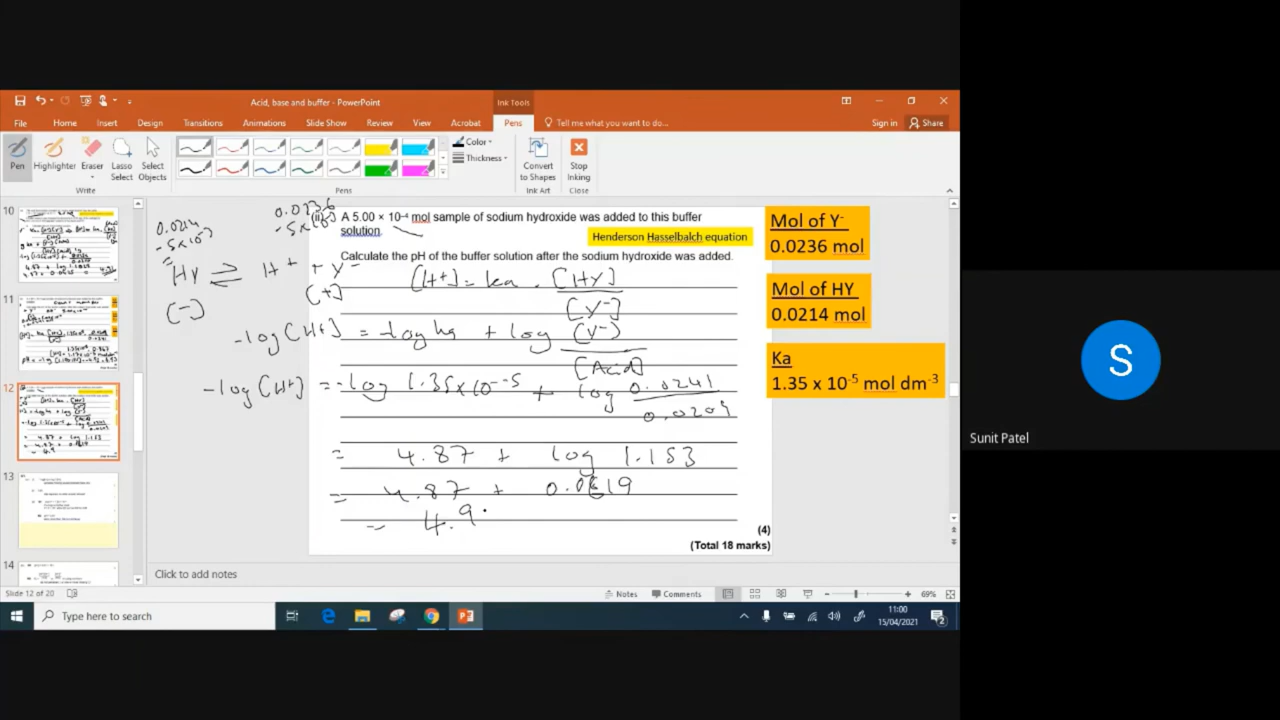 Acid, base and buffer - PowerPoint
Ink Tools
File Home Insert Design Transitions Animations Slide Show Review View Acrobat Pens Tell me what you want to do... Sign in Share
Pen Highlighter Eraser Lasso Select Select Objects
Color
Thickness
Convert to Shapes
Stop Inking
Write Pens Ink Art Close
10
11
12
13
14
0.0214
0.0236
(ii) A 5.00 × 10⁻⁴ mol sample of sodium hydroxide was added to this buffer
solution.
Henderson Hasselbalch equation
Calculate the pH of the buffer solution after the sodium hydroxide was added.
HY ⇌ H+ + Y-
[-]
[+]
[H+] = ka . [HY] / [Y-]
-log[H+] = -log ka + log [Y-] / [Acid]
-log[H+] = -log 1.35x10^-5 + log 0.0241 / 0.0209
= 4.87 + log 1.153
= 4.87 + 0.0619
= 4.9
(4)
(Total 18 marks)
Mol of Y-
0.0236 mol
Mol of HY
0.0214 mol
Ka
1.35 x 10⁻⁵ mol dm⁻³
S
Sunit Patel
Click to add notes
Slide 12 of 20 Notes Comments 69%
Type here to search
11:00
15/04/2021
2